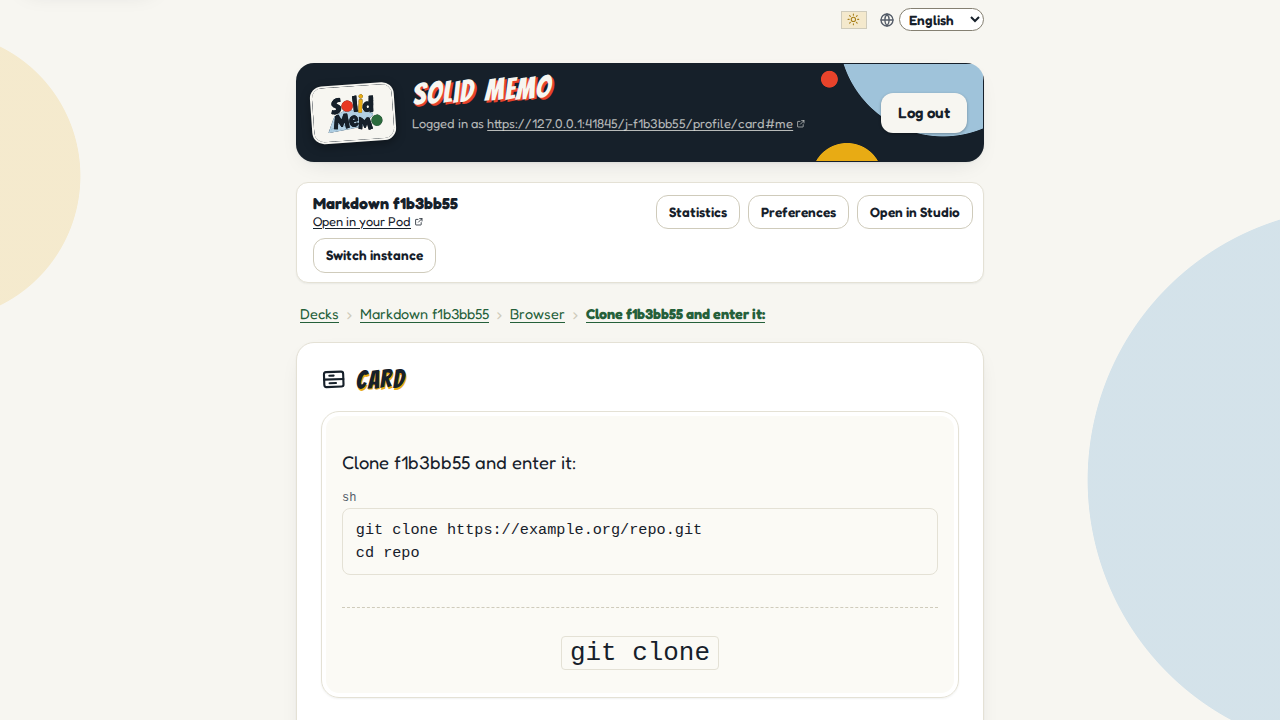 English
Solid Memo
SOLID MEMO
Logged in as https://127.0.0.1:41845/j-f1b3bb55/profile/card#me
Log out
Markdown f1b3bb55
Open in your Pod
Statistics
Preferences
Open in Studio
Switch instance
Decks › Markdown f1b3bb55 › Browser › Clone f1b3bb55 and enter it:
CARD
Clone f1b3bb55 and enter it:
sh
git clone https://example.org/repo.git
cd repo
git clone